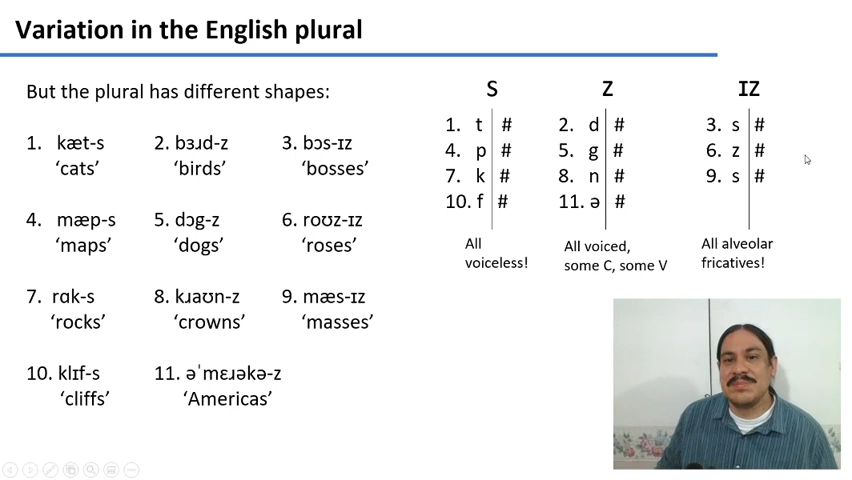 Variation in the English plural
But the plural has different shapes:
1. kæt-s
‘cats’
2. bɜɹd-z
‘birds’
3. bɔs-ɪz
‘bosses’
4. mæp-s
‘maps’
5. dɔg-z
‘dogs’
6. roʊz-ɪz
‘roses’
7. rɑk-s
‘rocks’
8. kɹaʊn-z
‘crowns’
9. mæs-ɪz
‘masses’
10. klɪf-s
‘cliffs’
11. əˈmɛɹəkə-z
‘Americas’
S
1. t #
4. p #
7. k #
10. f #
All
voiceless!
Z
2. d #
5. g #
8. n #
11. ə #
All voiced,
some C, some V
ɪZ
3. s #
6. z #
9. s #
All alveolar
fricatives!